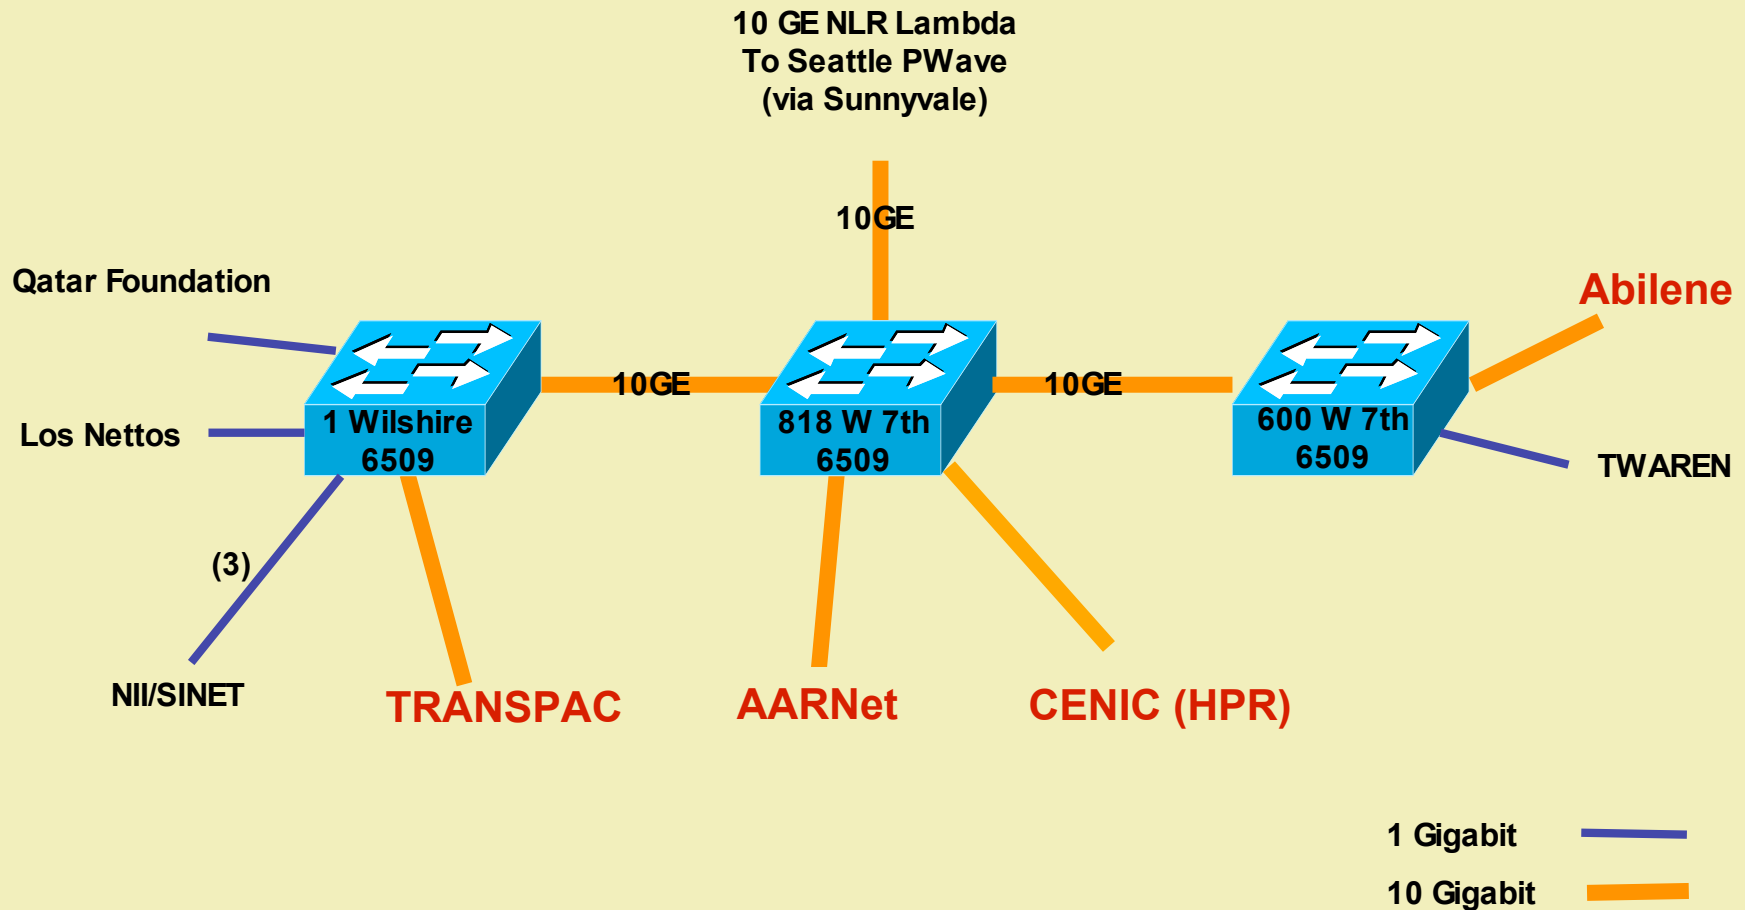 10 GE NLR Lambda
To Seattle PWave
(via Sunnyvale)
10GE
Qatar Foundation
Abilene
10GE
10GE
1 Wilshire
6509
818 W 7th
6509
600 W 7th
6509
Los Nettos
TWAREN
(3)
NII/SINET
TRANSPAC
AARNet
CENIC (HPR)
1 Gigabit
10 Gigabit